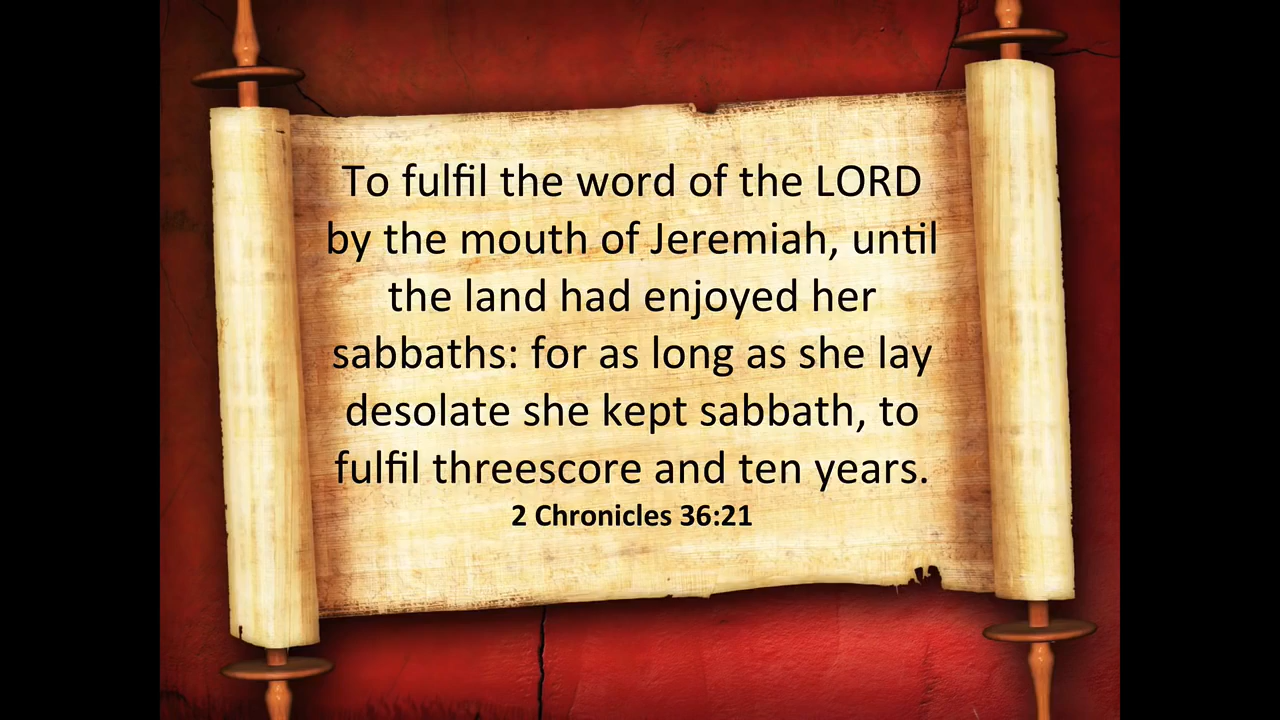 To fulfil the word of the LORD
by the mouth of Jeremiah, until
the land had enjoyed her
sabbaths: for as long as she lay
desolate she kept sabbath, to
fulfil threescore and ten years.
2 Chronicles 36:21